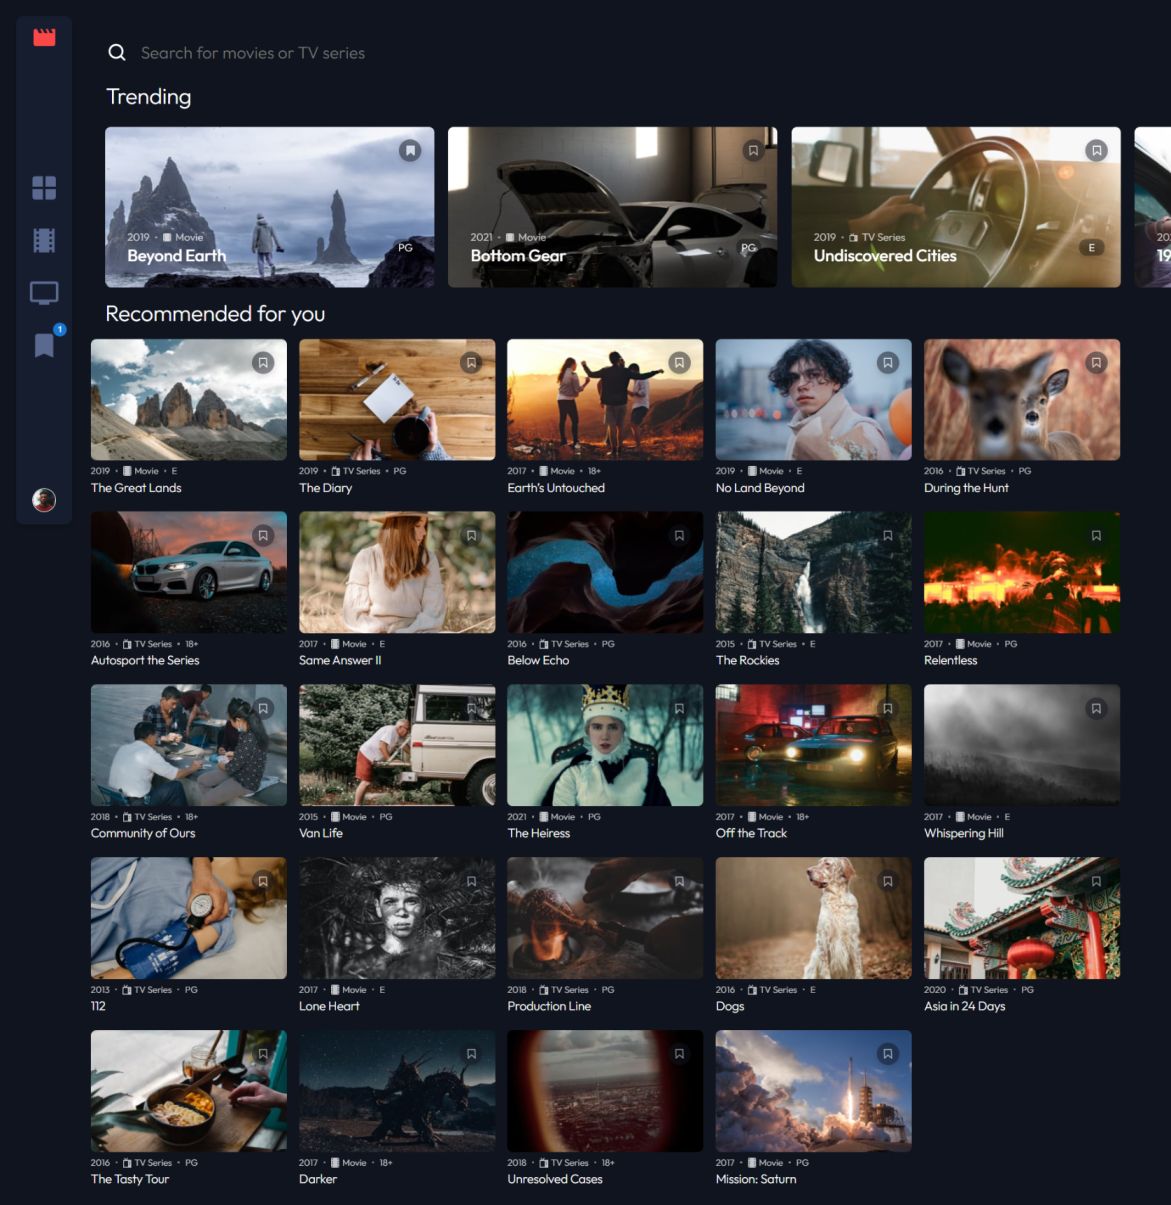 Search for movies or TV series
Trending
2019 • Movie
Beyond Earth
PG
2021 • Movie
Bottom Gear
PG
2019 • TV Series
Undiscovered Cities
E
Recommended for you
1
2019 • Movie • E
The Great Lands
2019 • TV Series • PG
The Diary
2017 • Movie • 18+
Earth's Untouched
2019 • Movie • E
No Land Beyond
2016 • TV Series • PG
During the Hunt
2016 • TV Series • 18+
Autosport the Series
2017 • Movie • E
Same Answer II
2016 • TV Series • PG
Below Echo
2015 • TV Series • E
The Rockies
2017 • Movie • PG
Relentless
2018 • TV Series • 18+
Community of Ours
2015 • Movie • PG
Van Life
2021 • Movie • PG
The Heiress
2017 • Movie • 18+
Off the Track
2017 • Movie • E
Whispering Hill
2013 • TV Series • PG
112
2017 • Movie • E
Lone Heart
2018 • TV Series • PG
Production Line
2016 • TV Series • E
Dogs
2020 • TV Series • PG
Asia in 24 Days
2016 • TV Series • PG
The Tasty Tour
2017 • Movie • 18+
Darker
2018 • TV Series • 18+
Unresolved Cases
2017 • Movie • PG
Mission: Saturn